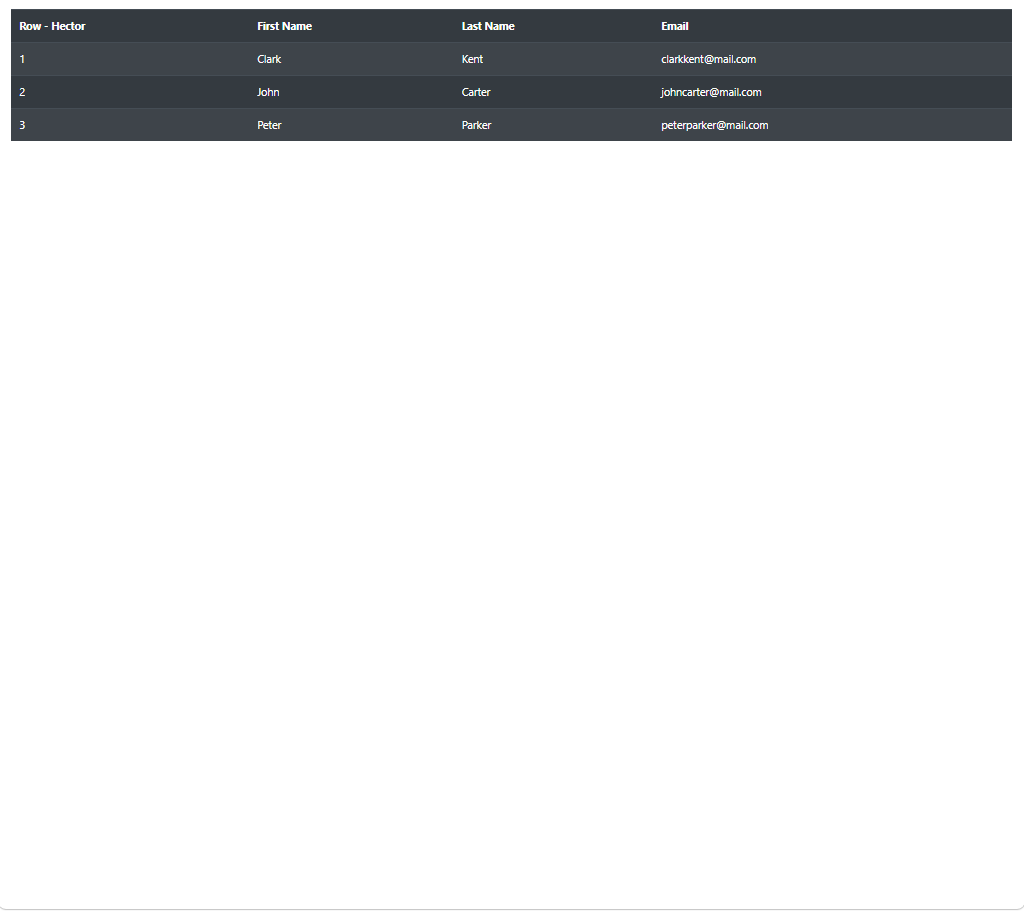 Row - Hector First Name Last Name Email
1 Clark Kent clarkkent@mail.com
2 John Carter johncarter@mail.com
3 Peter Parker peterparker@mail.com